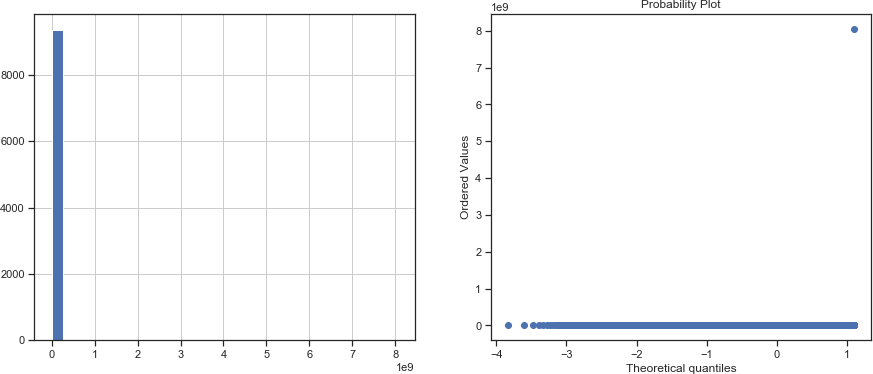 8000
6000
4000
2000
0
0 1 2 3 4 5 6 7 8
1e9
Probability Plot
1e9
8
7
6
5
4
3
2
1
0
Ordered Values
−4 −3 −2 −1 0 1
Theoretical quantiles